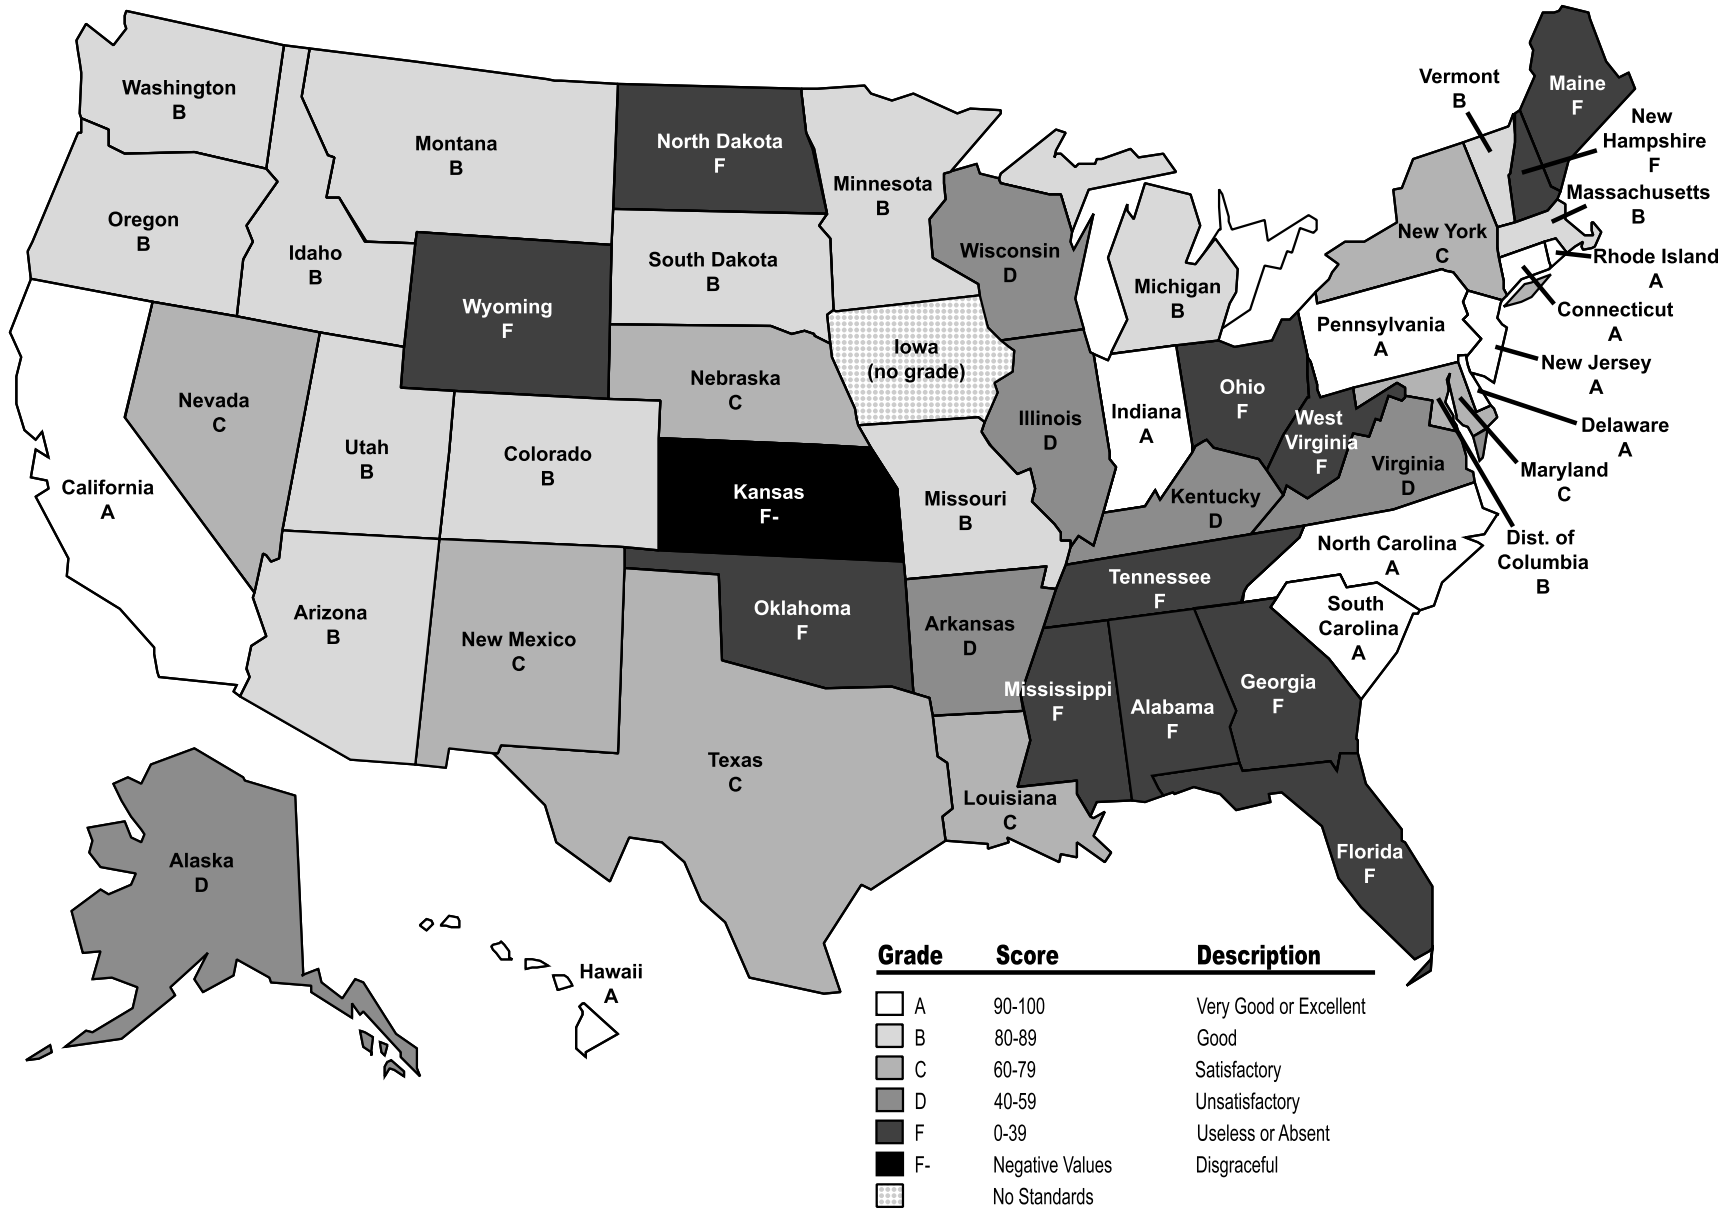 Washington
B
Oregon
B
California
A
Nevada
C
Idaho
B
Montana
B
Wyoming
F
Utah
B
Colorado
B
Arizona
B
New Mexico
C
North Dakota
F
South Dakota
B
Nebraska
C
Kansas
F-
Oklahoma
F
Texas
C
Minnesota
B
Iowa
(no grade)
Missouri
B
Arkansas
D
Louisiana
C
Wisconsin
D
Illinois
D
Michigan
B
Indiana
A
Ohio
F
Kentucky
D
Tennessee
F
Mississippi
F
Alabama
F
Georgia
F
Florida
F
South
Carolina
A
North Carolina
A
Virginia
D
West
Virginia
F
Pennsylvania
A
New York
C
Vermont
B
Maine
F
New
Hampshire
F
Massachusetts
B
Rhode Island
A
Connecticut
A
New Jersey
A
Delaware
A
Maryland
C
Dist. of
Columbia
B
Alaska
D
Hawaii
A
Grade Score Description
A 90-100 Very Good or Excellent
B 80-89 Good
C 60-79 Satisfactory
D 40-59 Unsatisfactory
F 0-39 Useless or Absent
F- Negative Values Disgraceful
No Standards